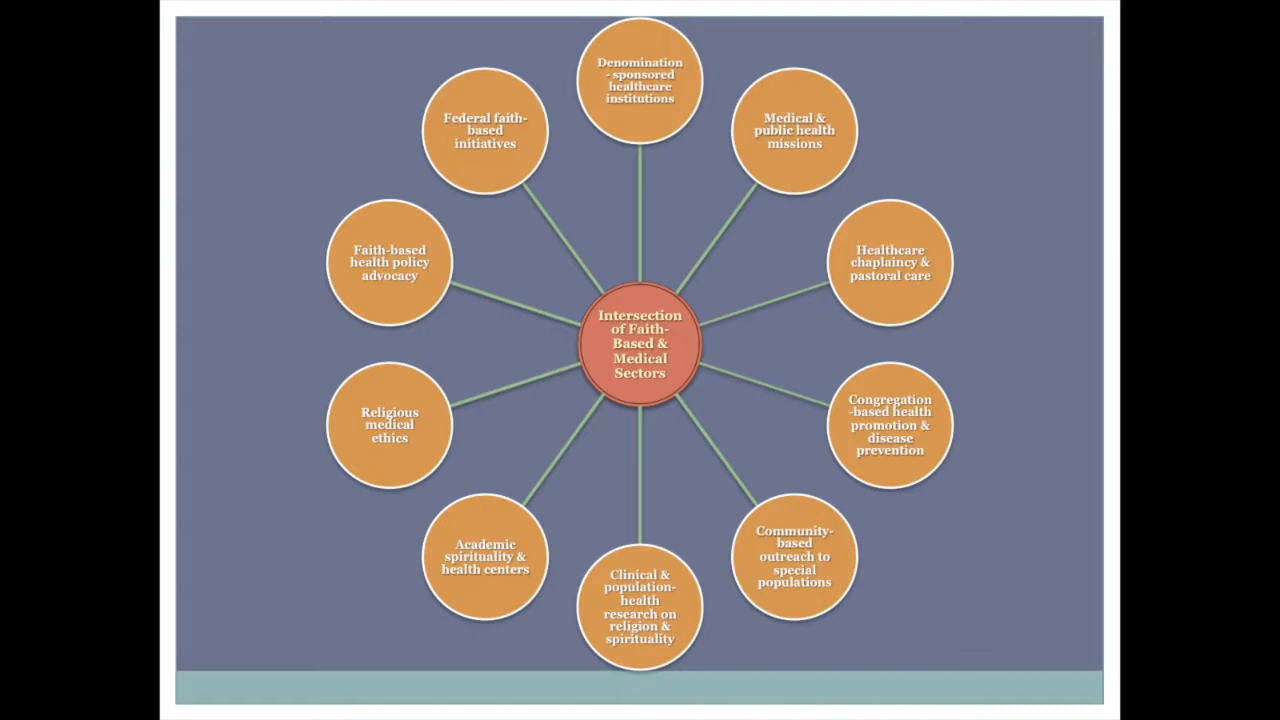 Denomination
- sponsored
healthcare
institutions
Medical &
public health
missions
Healthcare
chaplaincy &
pastoral care
Congregation
-based health
promotion &
disease
prevention
Community-
based
outreach to
special
populations
Clinical &
population-
health
research on
religion &
spirituality
Academic
spirituality &
health centers
Religious
medical
ethics
Faith-based
health policy
advocacy
Federal faith-
based
initiatives
Intersection
of Faith-
Based &
Medical
Sectors